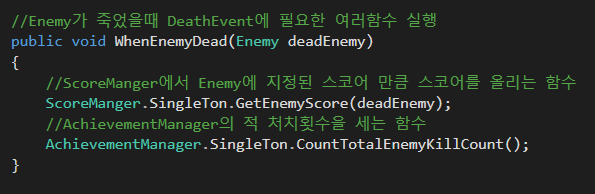 //Enemy가 죽었을때 DeathEvent에 필요한 여러함수 실행
public void WhenEnemyDead(Enemy deadEnemy)
{
//ScoreManger에서 Enemy에 지정된 스코어 만큼 스코어를 올리는 함수
ScoreManger.SingleTon.GetEnemyScore(deadEnemy);
//AchievementManager의 적 처치횟수을 세는 함수
AchievementManager.SingleTon.CountTotalEnemyKillCount();
}